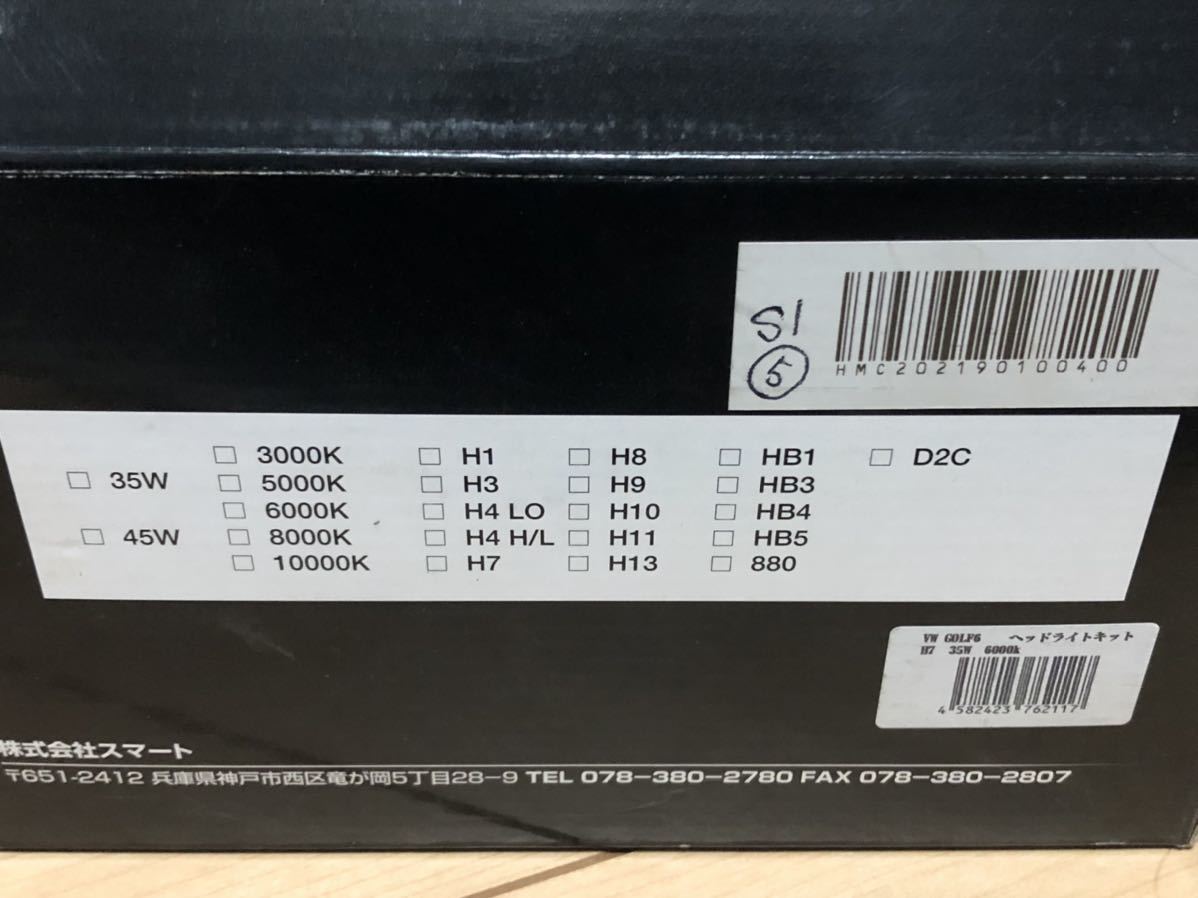 S1
5
HMC202190100400
35W
45W
3000K
5000K
6000K
8000K
10000K
H1
H3
H4 LO
H4 H/L
H7
H8
H9
H10
H11
H13
HB1
HB3
HB4
HB5
880
D2C
VW GOLF6 ヘッドライトキット
H7 35W 6000k
4 582423 762117
株式会社スマート
〒651-2412 兵庫県神戸市西区竜が岡5丁目28-9 TEL 078-380-2780 FAX 078-380-2807